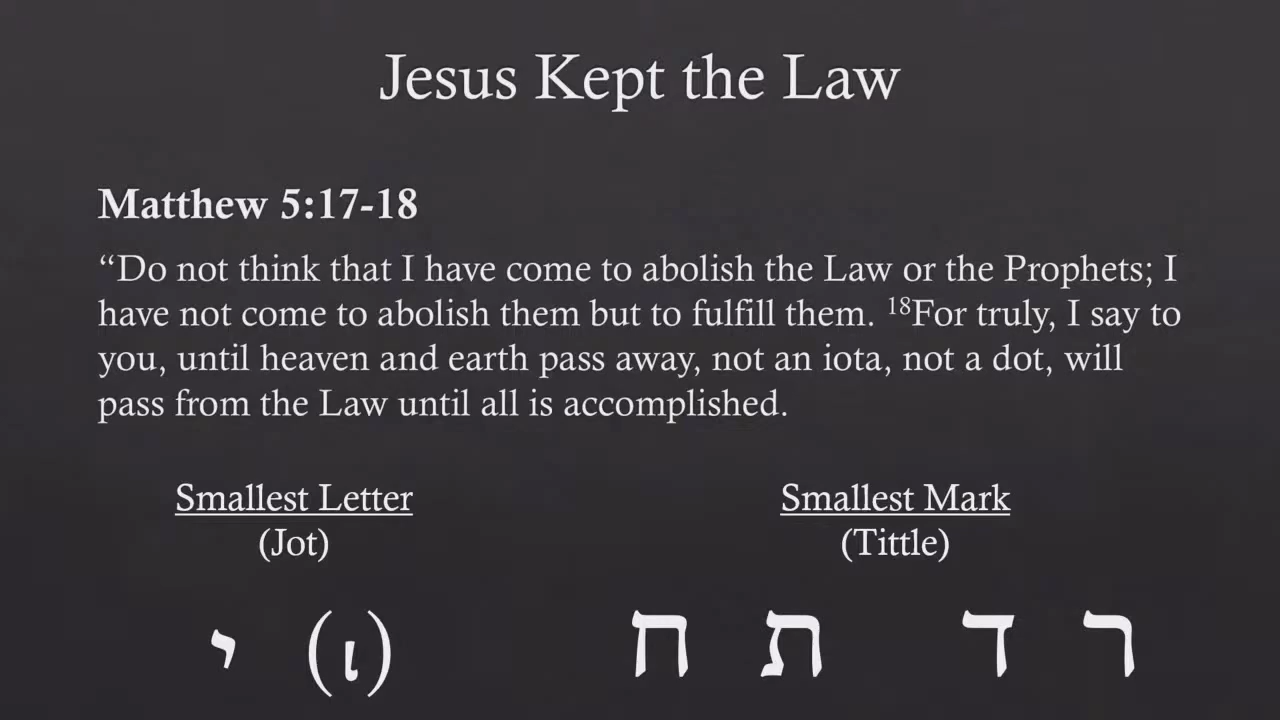 Jesus Kept the Law
Matthew 5:17-18
“Do not think that I have come to abolish the Law or the Prophets; I
have not come to abolish them but to fulfill them. ¹⁸For truly, I say to
you, until heaven and earth pass away, not an iota, not a dot, will
pass from the Law until all is accomplished.
Smallest Letter
(Jot)
י (ι)
Smallest Mark
(Tittle)
ח ת ד ר